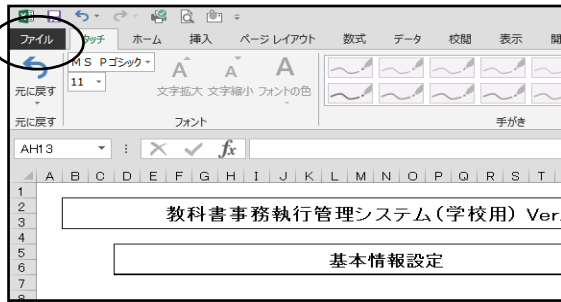 ファイル タッチ ホーム 挿入 ページ レイアウト 数式 データ 校閲 表示 開
ＭＳ Ｐゴシック
11
元に戻す 文字拡大 文字縮小 フォントの色
元に戻す フォント 手がき
AH13 fx
A B C D E F G H I J K L M N O P Q R S T
1
2
教科書事務執行管理システム（学校用） Ver.
3
4
5
基本情報設定
6
7
8